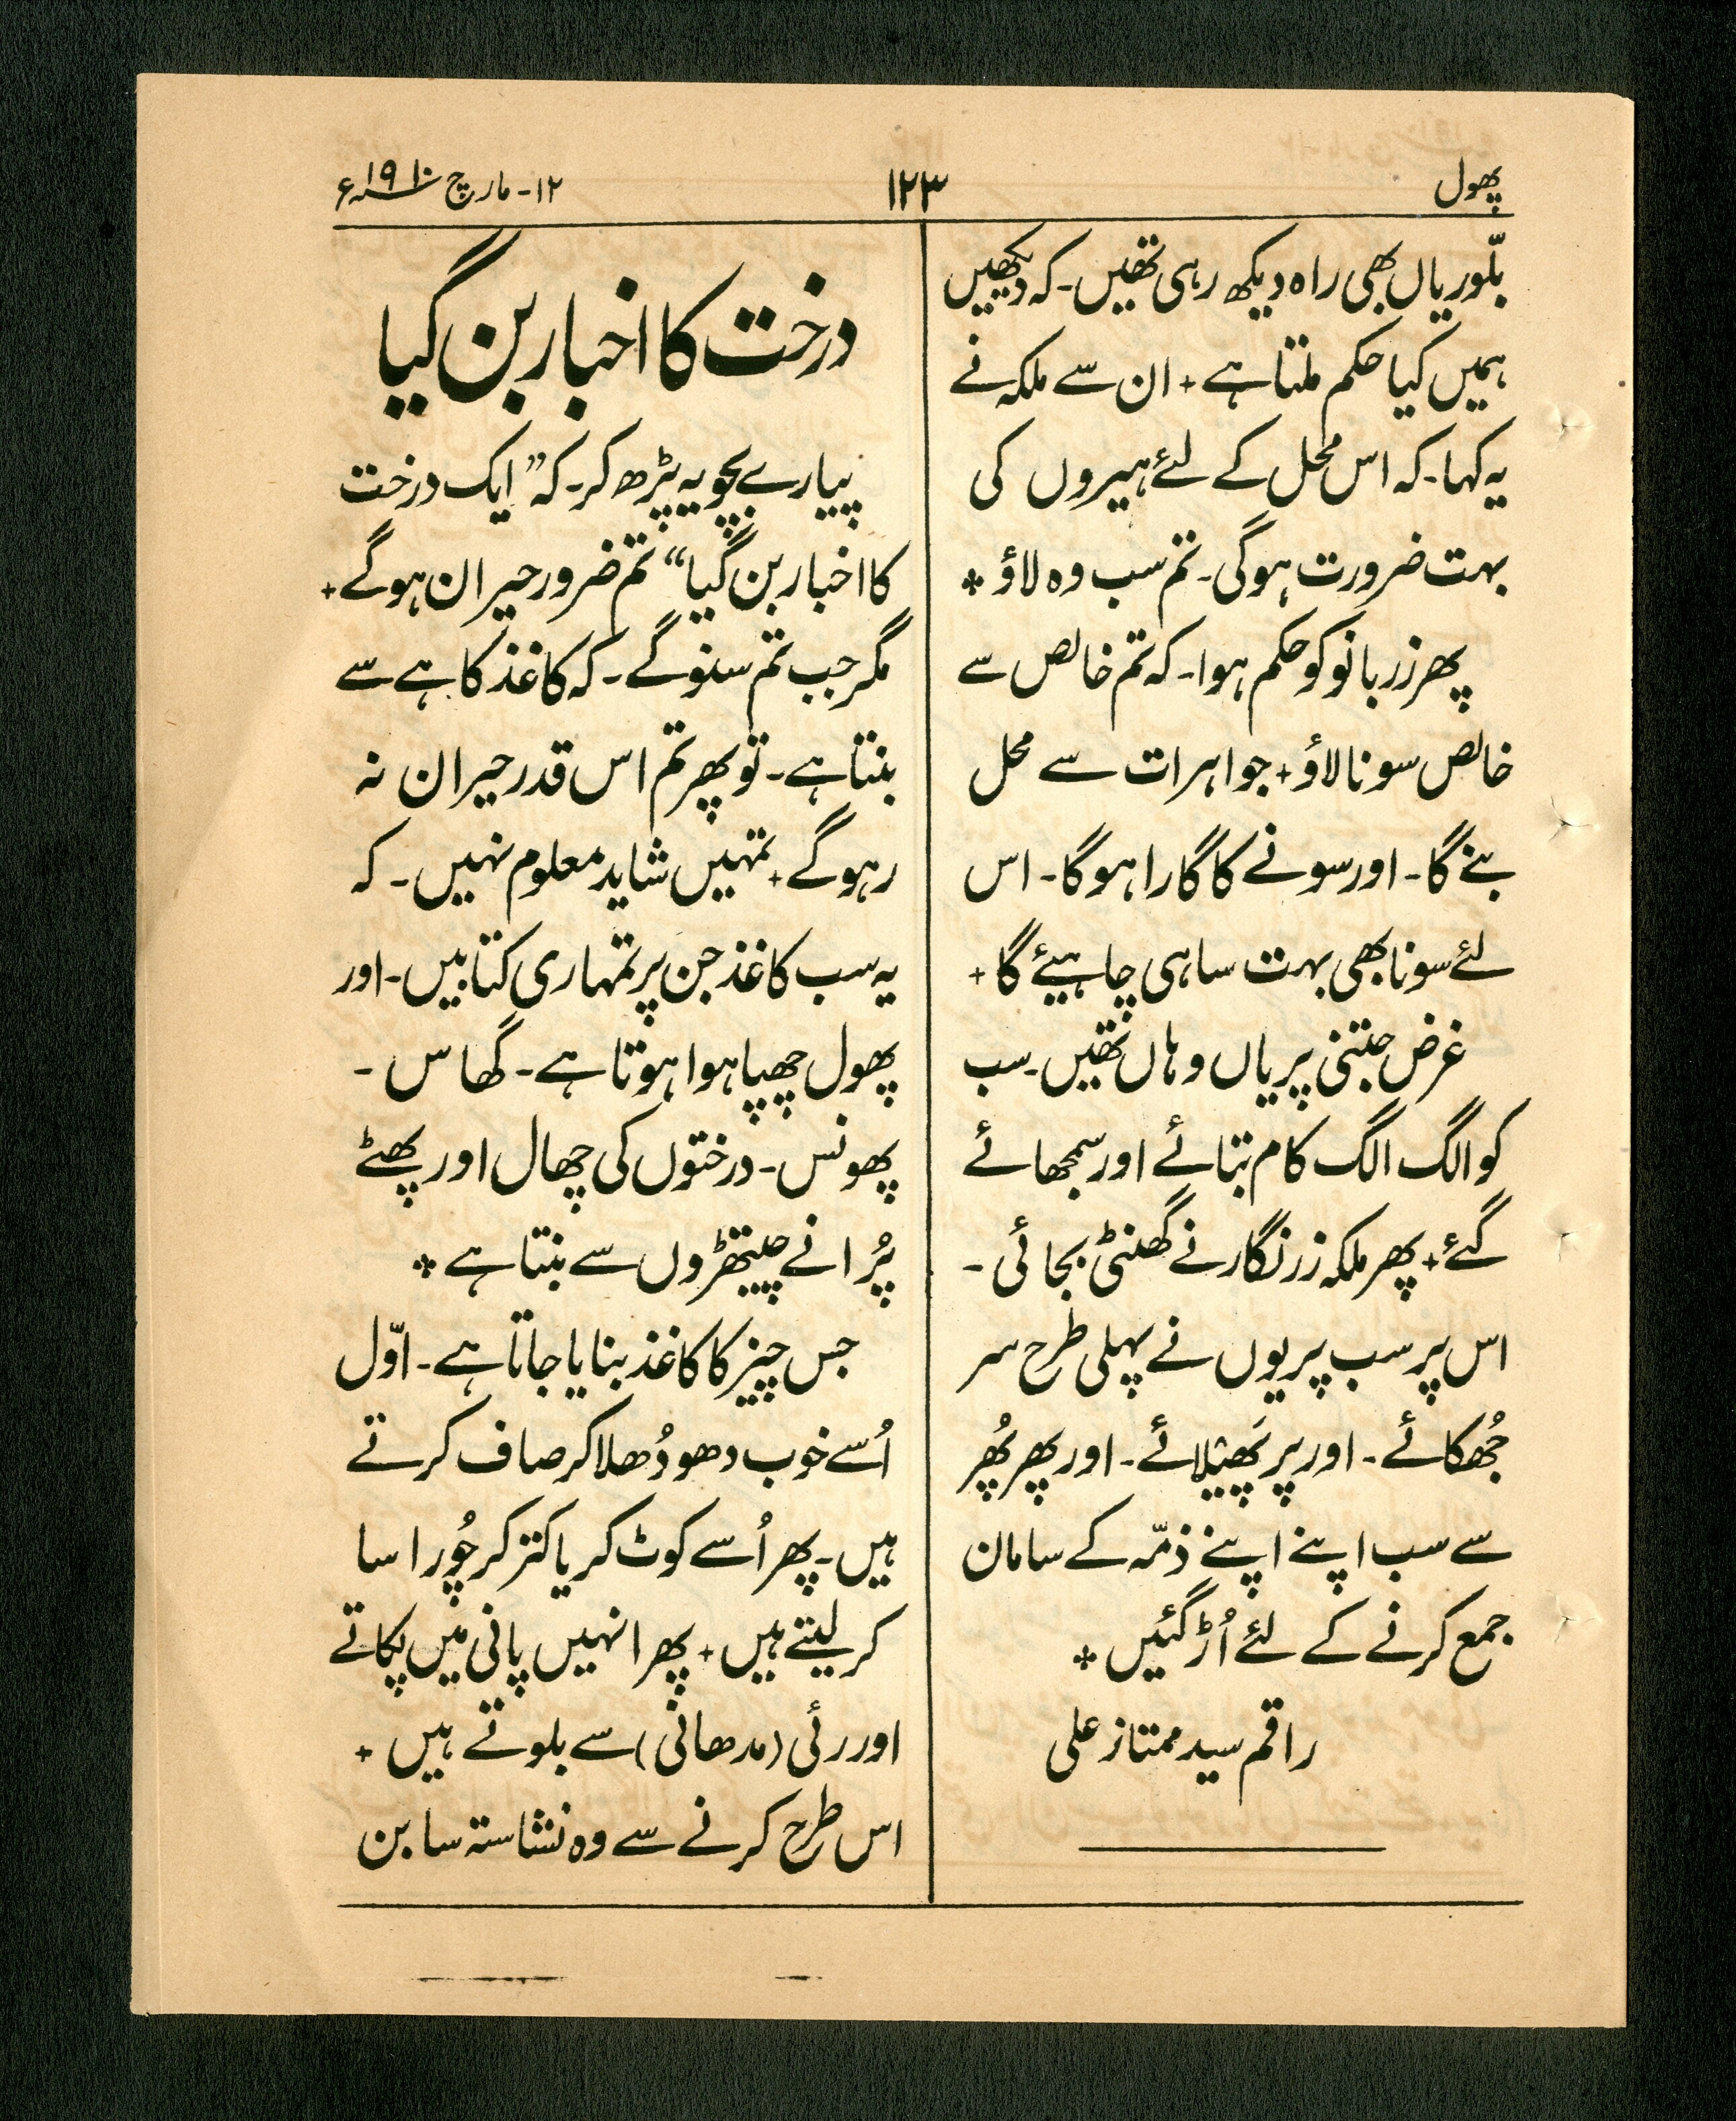 پھول
۱۲۳
۱۲- مارچ ۱۹۱۰ء
بلّوریاں بھی راہ دیکھ رہی تھیں۔ کہ دیکھیں
ہمیں کیا حکم ملتا ہے + ان سے ملکہ نے
یہ کہا۔ کہ اس محل کے لئے ہیروں کی
بہت ضرورت ہوگی۔ تم سب وہ لاؤ *
پھر زربانو کو حکم ہوا۔ کہ تم خالص سے
خالص سونا لاؤ + جواہرات سے محل
بنے گا۔ اور سونے کا گارا ہوگا۔ اس
لئے سونا بھی بہت سا ہی چاہیئے گا +
غرض جتنی پریاں وہاں تھیں۔ سب
کو الگ الگ کام بتائے اور سمجھائے
گئے + پھر ملکہ زرنگار نے گھنٹی بجائی۔
اس پر سب پریوں نے پہلی طرح سر
جُھکائے۔ اور پر پَھیلائے۔ اور پھر پُھر
سے سب اپنے اپنے ذمّہ کے سامان
جمع کرنے کے لئے اُڑ گئیں *
راقم سید ممتاز علی
درخت کا اخبار بن گیا
پیارے بچو یہ پڑھ کر۔ کہ ”ایک درخت
کا اخبار بن گیا“ تم ضرور حیران ہوگے +
مگر جب تم سنوگے۔ کہ کاغذ کاہے سے
بنتا ہے۔ تو پھر تم اس قدر حیران نہ
رہوگے + تمہیں شاید معلوم نہیں۔ کہ
یہ سب کاغذ جن پر تمہاری کتابیں۔ اور
پھول چھپا ہوا ہوتا ہے۔ گھاس۔
پھونس۔ درختوں کی چھال اور پھٹے
پُرانے چیتھڑوں سے بنتا ہے *
جس چیز کا کاغذ بنایا جاتا ہے۔ اوّل
اُسے خوب دھو دُھلا کر صاف کرتے
ہیں۔ پھر اُسے کوٹ کر یا کتر کر چُورا سا
کر لیتے ہیں + پھر انہیں پانی میں پکاتے
اور رئی (مدھانی) سے بلوتے ہیں +
اس طرح کرنے سے وہ نشاستہ سا بن